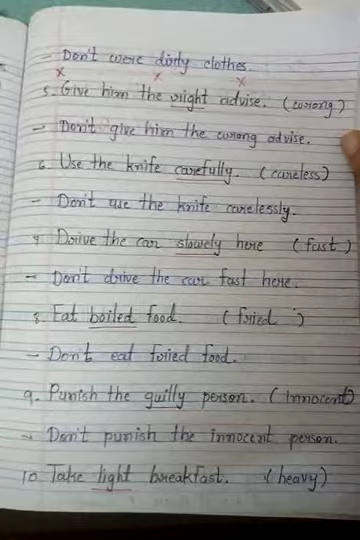 - Don't were dirty clothes.
x x x
5. Give him the right advise. (wrong)
- Don't give him the wrong advise.
6. Use the knife carefully. (careless)
- Don't use the knife carelessly.
7. Drive the car slowely here (fast)
- Don't drive the car fast here.
8. Eat boiled food. (fried)
- Don't eat fried food.
9. Punish the guilly person. (Innocent)
- Don't punish the innocent person.
10. Take light breakfast. (heavy)